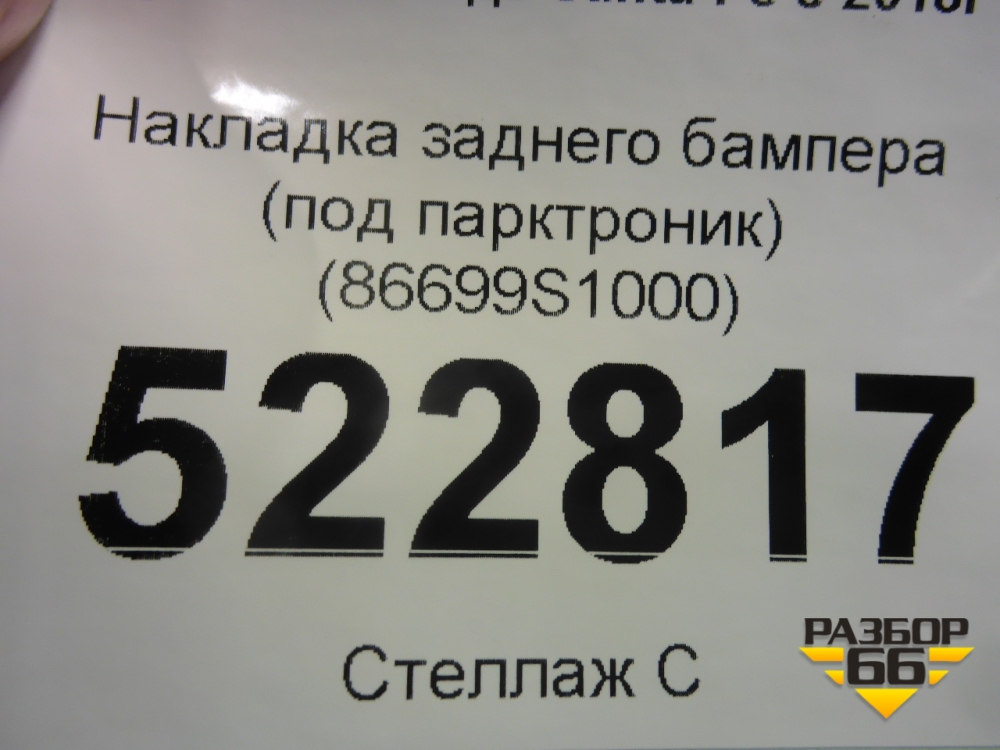 Накладка заднего бампера
(под парктроник)
(86699S1000)
522817
Стеллаж С
РАЗБОР
66